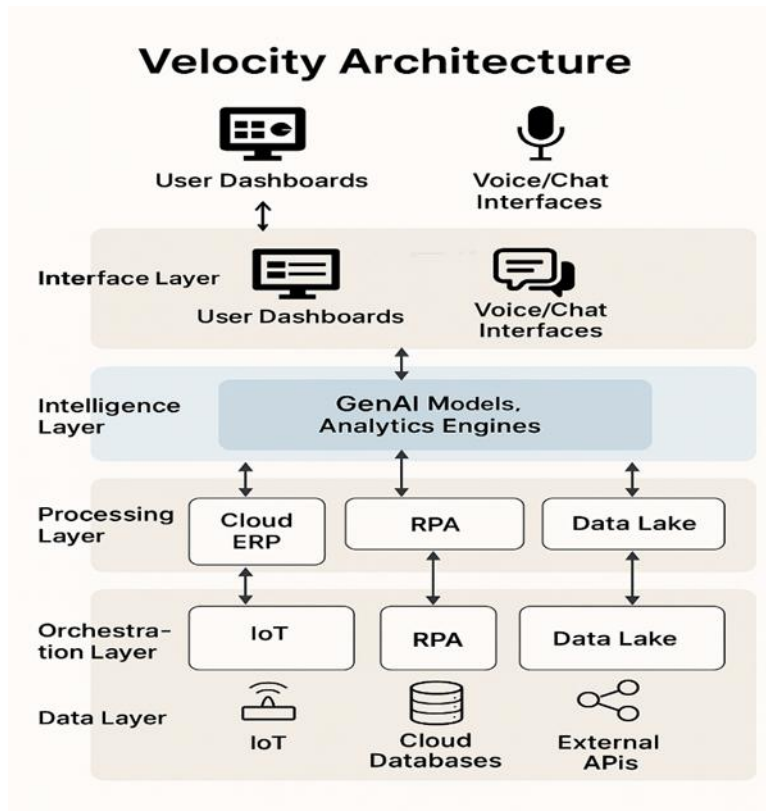 Velocity Architecture
User Dashboards
Voice/Chat
Interfaces
Interface Layer
User Dashboards
Voice/Chat
Interfaces
Intelligence
Layer
GenAI Models,
Analytics Engines
Processing
Layer
Cloud
ERP
RPA
Data Lake
Orchestra-
tion Layer
IoT
RPA
Data Lake
Data Layer
IoT
Cloud
Databases
External
APis